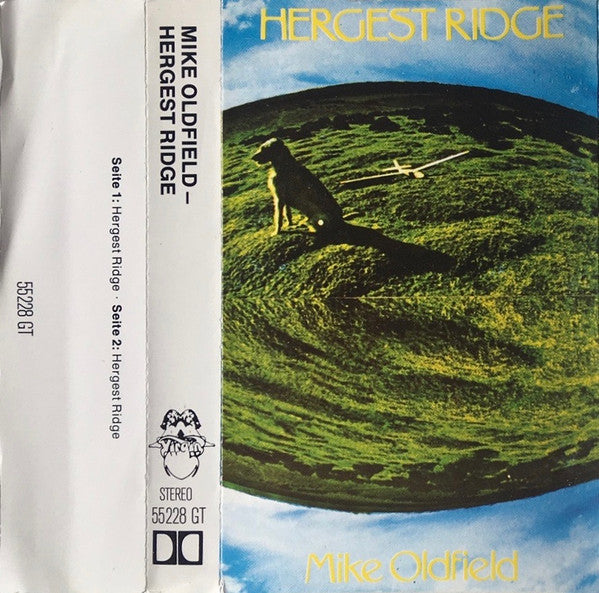 55228 GT
Seite 1: Hergest Ridge · Seite 2: Hergest Ridge
MIKE OLDFIELD –
HERGEST RIDGE
Virgin
STEREO
55228 GT
HERGEST RIDGE
Mike Oldfield